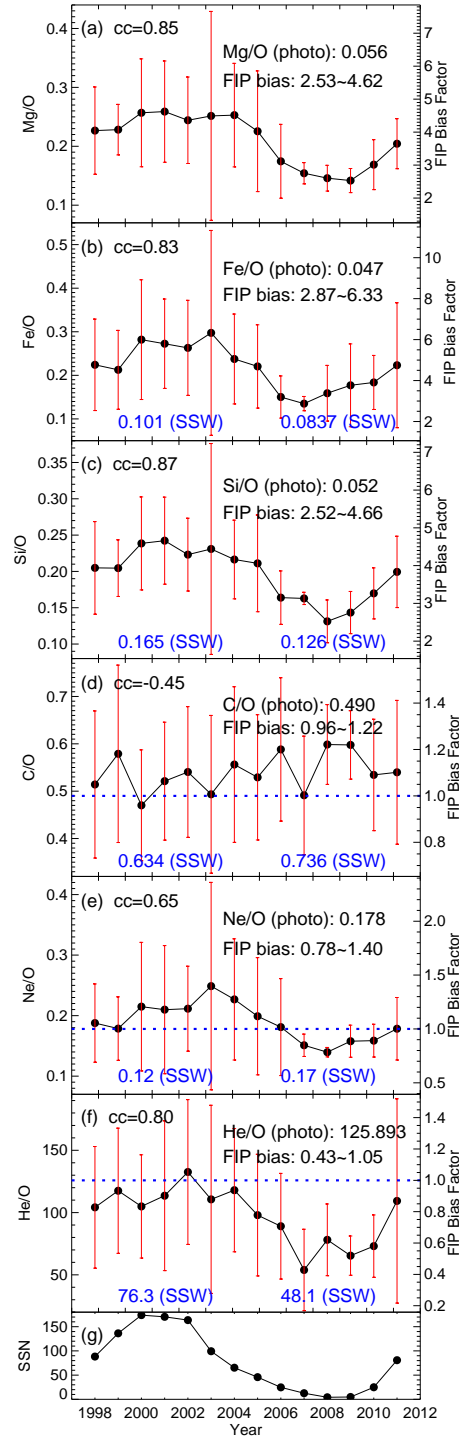 (a) cc=0.85
Mg/O (photo): 0.056
FIP bias: 2.53~4.62
0.4
0.3
0.2
0.1
Mg/O
7
6
5
4
3
2
FIP Bias Factor
(b) cc=0.83
Fe/O (photo): 0.047
FIP bias: 2.87~6.33
0.101 (SSW)
0.0837 (SSW)
0.5
0.4
0.3
0.2
0.1
Fe/O
10
8
6
4
2
FIP Bias Factor
(c) cc=0.87
Si/O (photo): 0.052
FIP bias: 2.52~4.66
0.165 (SSW)
0.126 (SSW)
0.35
0.30
0.25
0.20
0.15
0.10
Si/O
7
6
5
4
3
2
FIP Bias Factor
(d) cc=-0.45
C/O (photo): 0.490
FIP bias: 0.96~1.22
0.634 (SSW)
0.736 (SSW)
0.7
0.6
0.5
0.4
C/O
1.4
1.2
1.0
0.8
FIP Bias Factor
(e) cc=0.65
Ne/O (photo): 0.178
FIP bias: 0.78~1.40
0.12 (SSW)
0.17 (SSW)
0.4
0.3
0.2
0.1
Ne/O
2.0
1.5
1.0
0.5
FIP Bias Factor
(f) cc=0.80
He/O (photo): 125.893
FIP bias: 0.43~1.05
76.3 (SSW)
48.1 (SSW)
150
100
50
He/O
1.4
1.2
1.0
0.8
0.6
0.4
0.2
FIP Bias Factor
(g)
150
100
50
0
SSN
1998 2000 2002 2004 2006 2008 2010 2012
Year